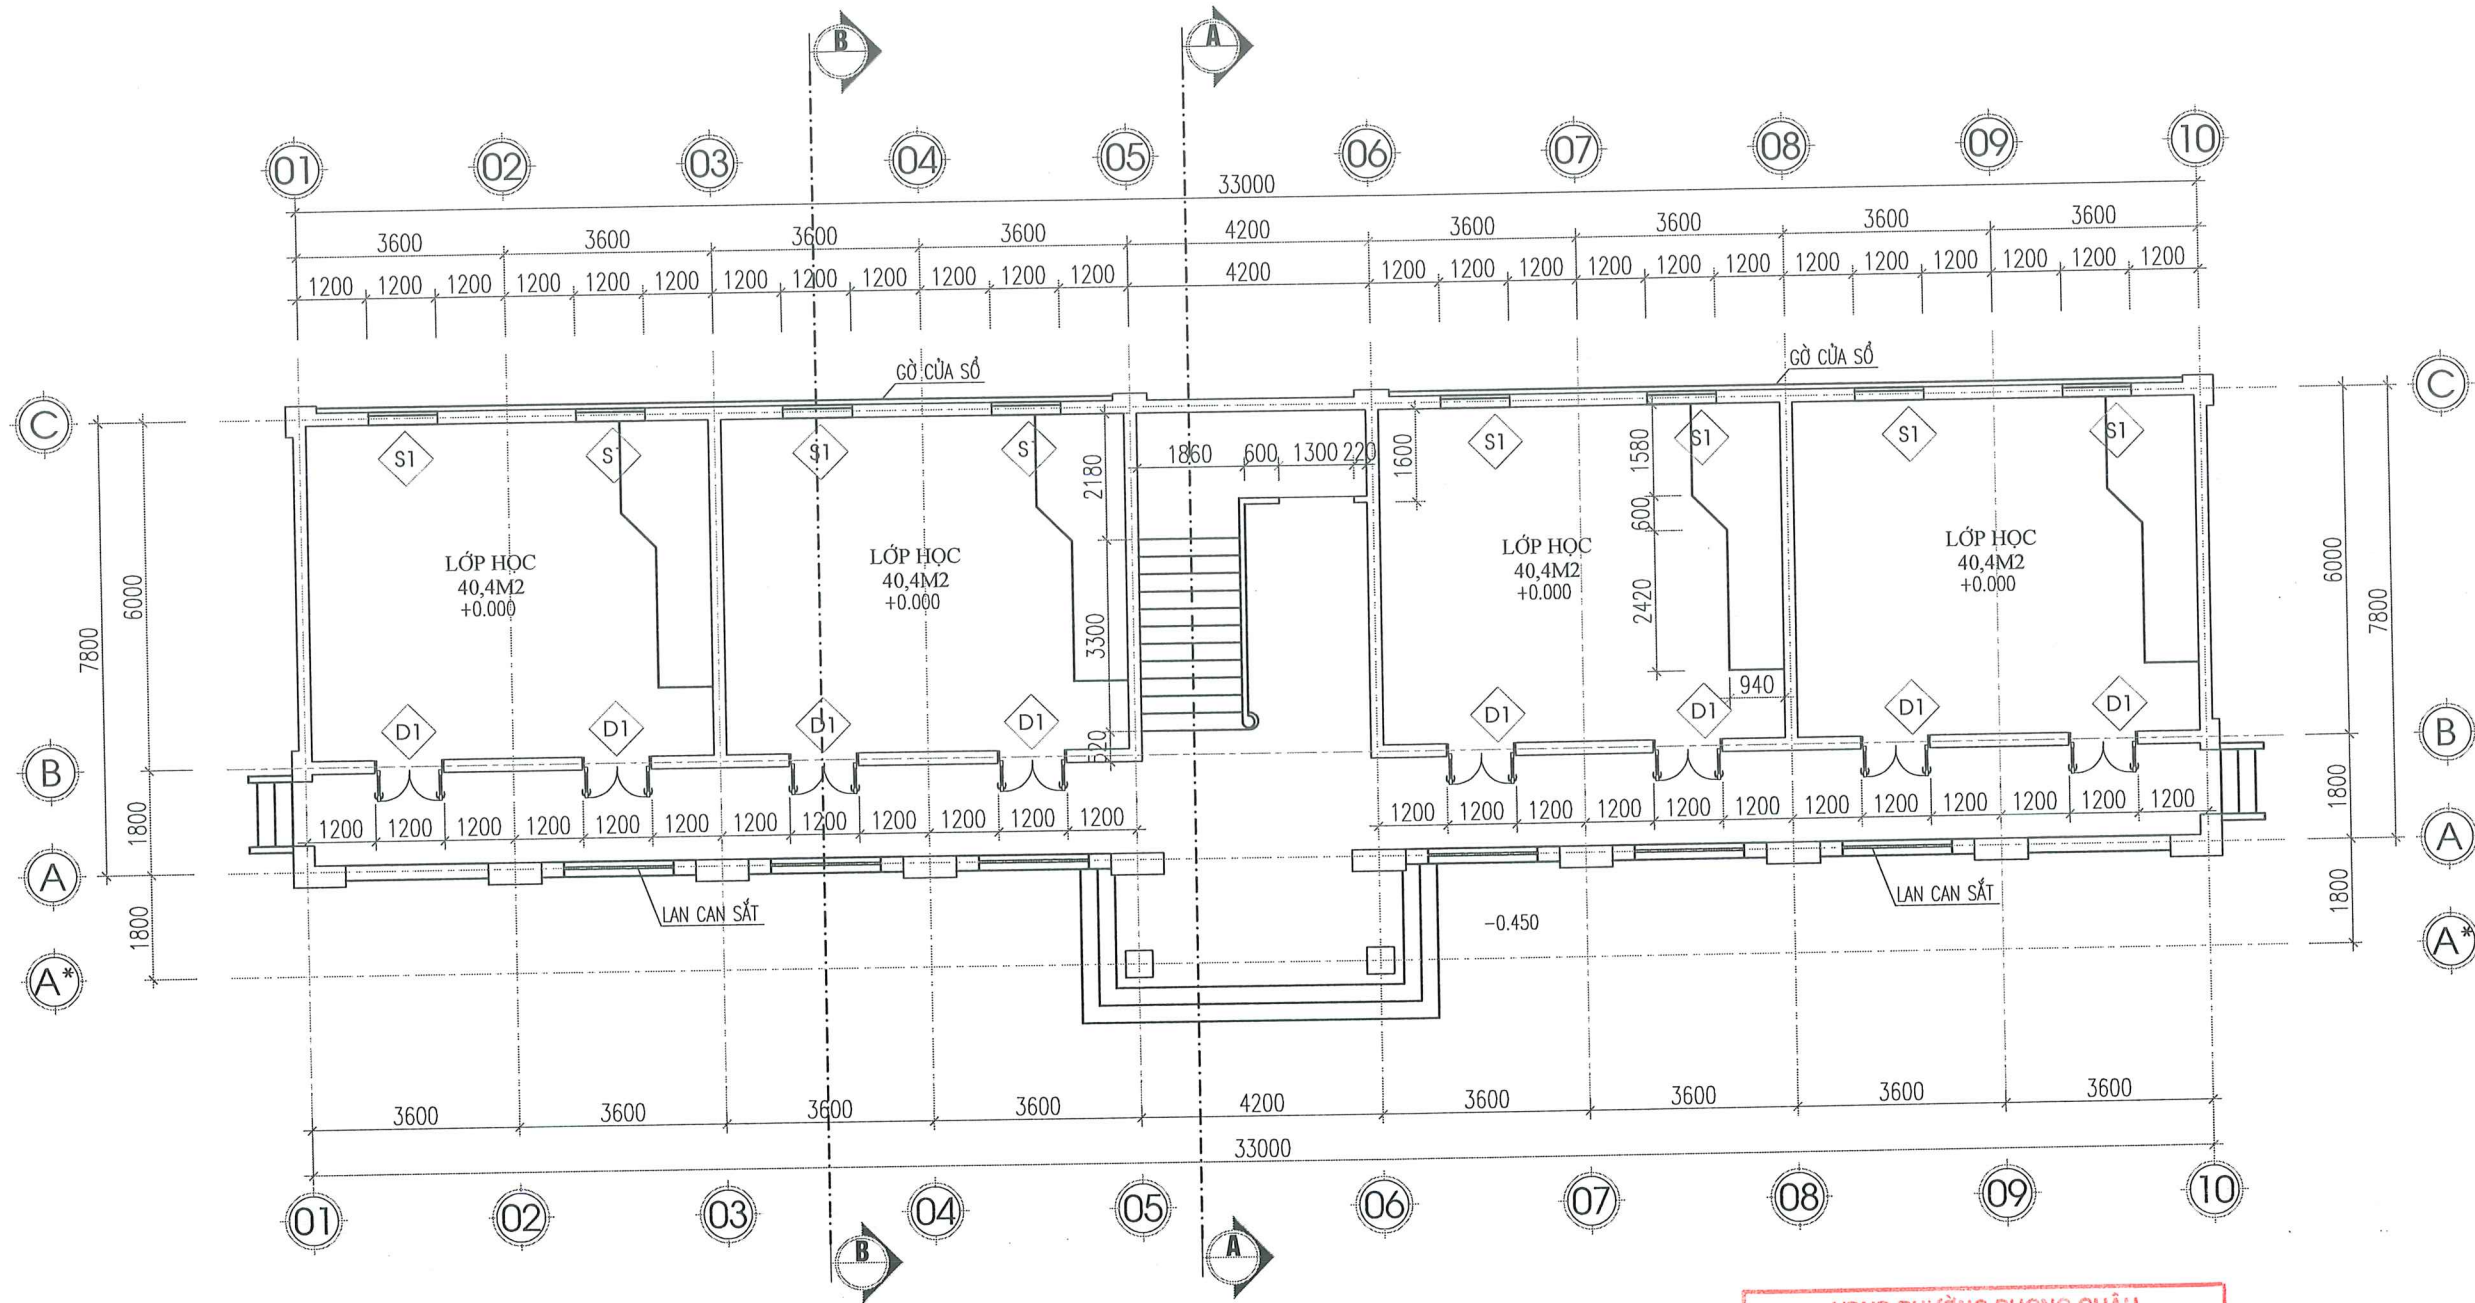 B A
01 02 03 04 05 06 07 08 09 10
33000
3600 3600 3600 3600 4200 3600 3600 3600 3600
1200 1200 1200 1200 1200 1200 1200 1200 1200 1200 1200 1200 4200 1200 1200 1200 1200 1200 1200 1200 1200 1200 1200 1200 1200
GỜ CỬA SỔ GỜ CỬA SỔ
C C
S1 S1 S1 S1 S1 S1 S1
2180 1860 600 1300 220 1600 1580
LỚP HỌC LỚP HỌC LỚP HỌC LỚP HỌC
40,4M2 40,4M2 40,4M2 40,4M2
+0.000 +0.000 +0.000 +0.000
7800 6000 3300 600 2420 6000 7800
940
D1 D1 D1 D1 D1 D1 D1 D1
520
B B
1800 1800
1200 1200 1200 1200 1200 1200 1200 1200 1200 1200 1200 1200 1200 1200 1200 1200 1200 1200 1200 1200 1200 1200 1200 1200
A A
LAN CAN SẮT LAN CAN SẮT
1800 -0.450 1800
A* A*
3600 3600 3600 3600 4200 3600 3600 3600 3600
33000
01 02 03 04 05 06 07 08 09 10
B A